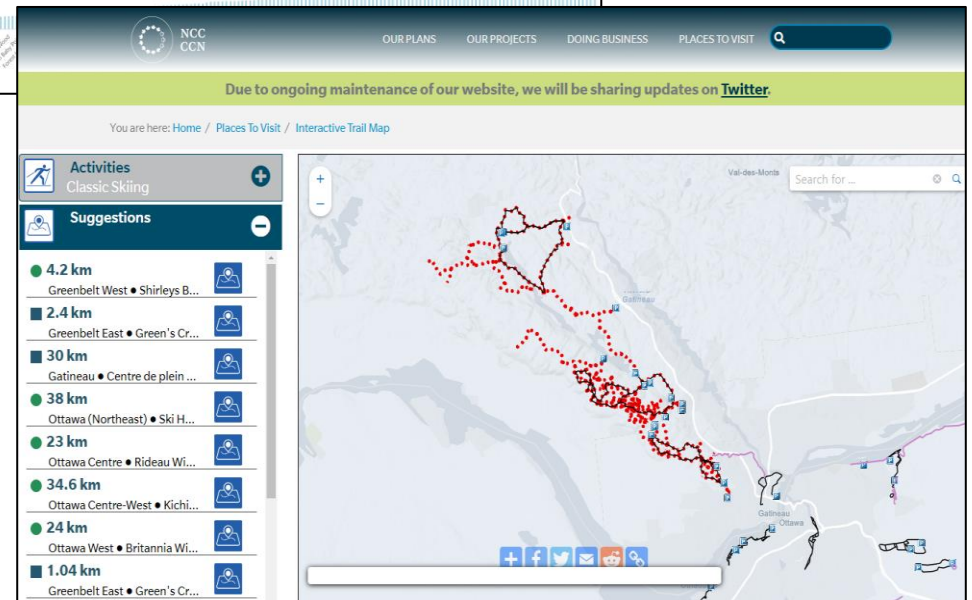 NCC
CCN
OUR PLANS OUR PROJECTS DOING BUSINESS PLACES TO VISIT
Due to ongoing maintenance of our website, we will be sharing updates on Twitter.
You are here: Home / Places To Visit / Interactive Trail Map
Activities
Classic Skiing
Suggestions
4.2 km
Greenbelt West ● Shirleys B...
2.4 km
Greenbelt East ● Green's Cr...
30 km
Gatineau ● Centre de plein ...
38 km
Ottawa (Northeast) ● Ski H...
23 km
Ottawa Centre ● Rideau Wi...
34.6 km
Ottawa Centre-West ● Kichi...
24 km
Ottawa West ● Britannia Wi...
1.04 km
Greenbelt East ● Green's Cr...
+
−
Val-des-Monts
Search for ...
Gatineau
Gatineau
Ottawa